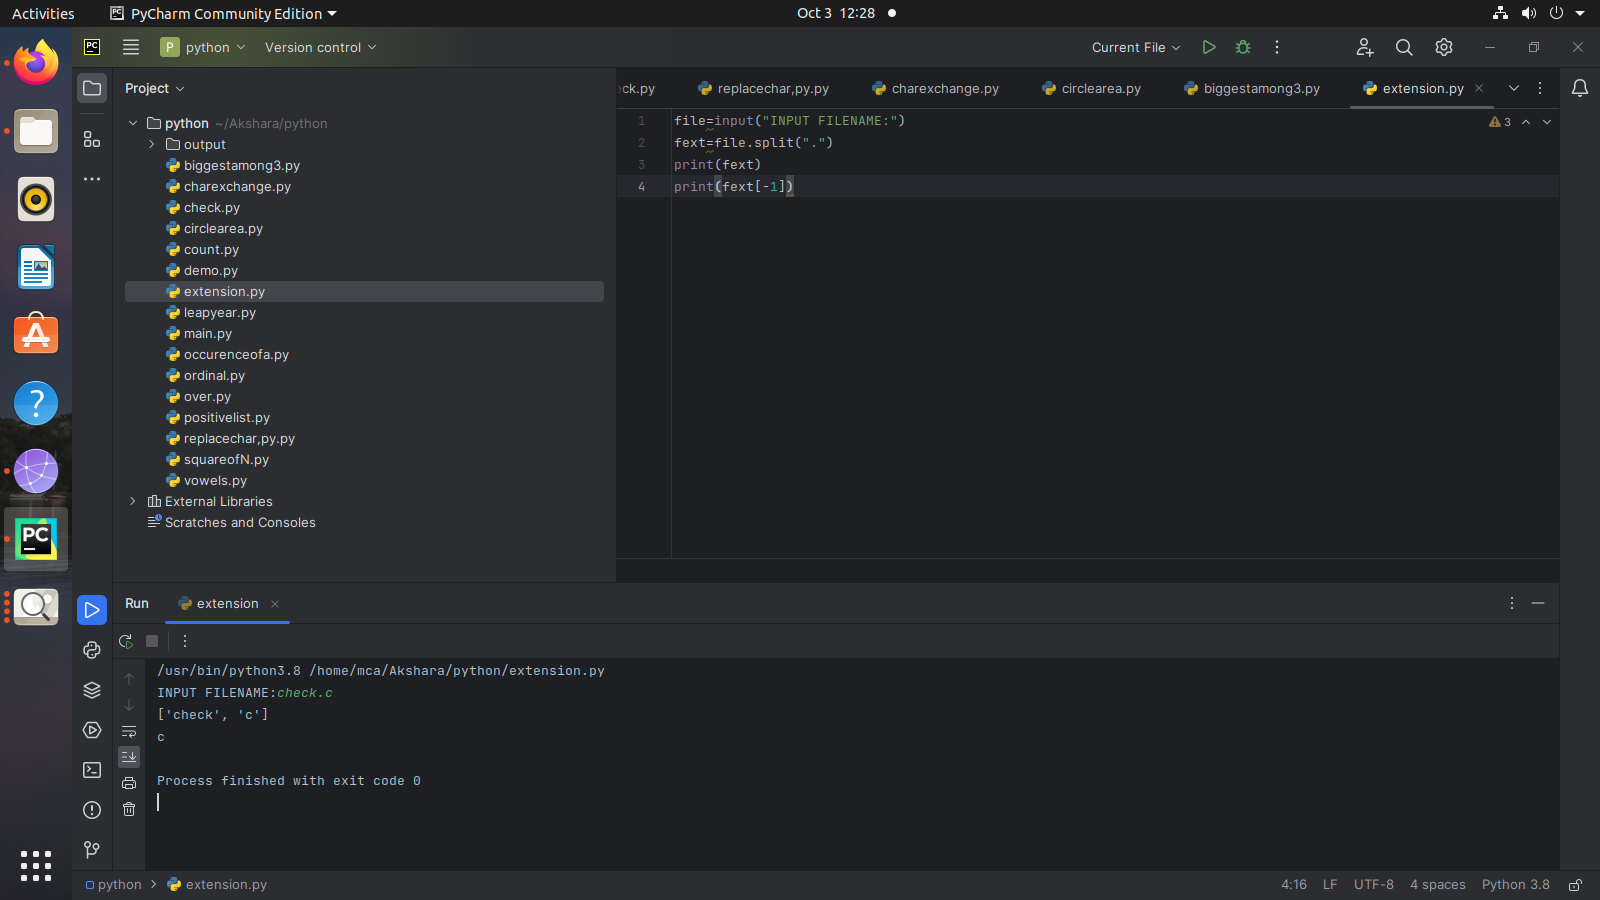 Activities PyCharm Community Edition Oct 3 12:28
PC P python Version control Current File
Project
ck.py replacechar,py.py charexchange.py circlearea.py biggestamong3.py extension.py
python ~/Akshara/python
output
biggestamong3.py
charexchange.py
check.py
circlearea.py
count.py
demo.py
extension.py
leapyear.py
main.py
occurenceofa.py
ordinal.py
over.py
positivelist.py
replacechar,py.py
squareofN.py
vowels.py
External Libraries
Scratches and Consoles
1 file=input("INPUT FILENAME:") 3
2 fext=file.split(".")
3 print(fext)
4 print(fext[-1])
PC
Run extension
/usr/bin/python3.8 /home/mca/Akshara/python/extension.py
INPUT FILENAME:check.c
['check', 'c']
c
Process finished with exit code 0
python extension.py 4:16 LF UTF-8 4 spaces Python 3.8